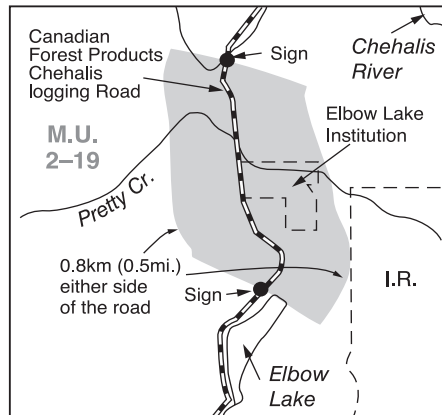 Canadian
Forest Products
Chehalis
logging Road
Sign
Chehalis
River
M.U.
2–19
Elbow Lake
Institution
Pretty Cr.
0.8km (0.5mi.)
either side
of the road
Sign
I.R.
Elbow
Lake